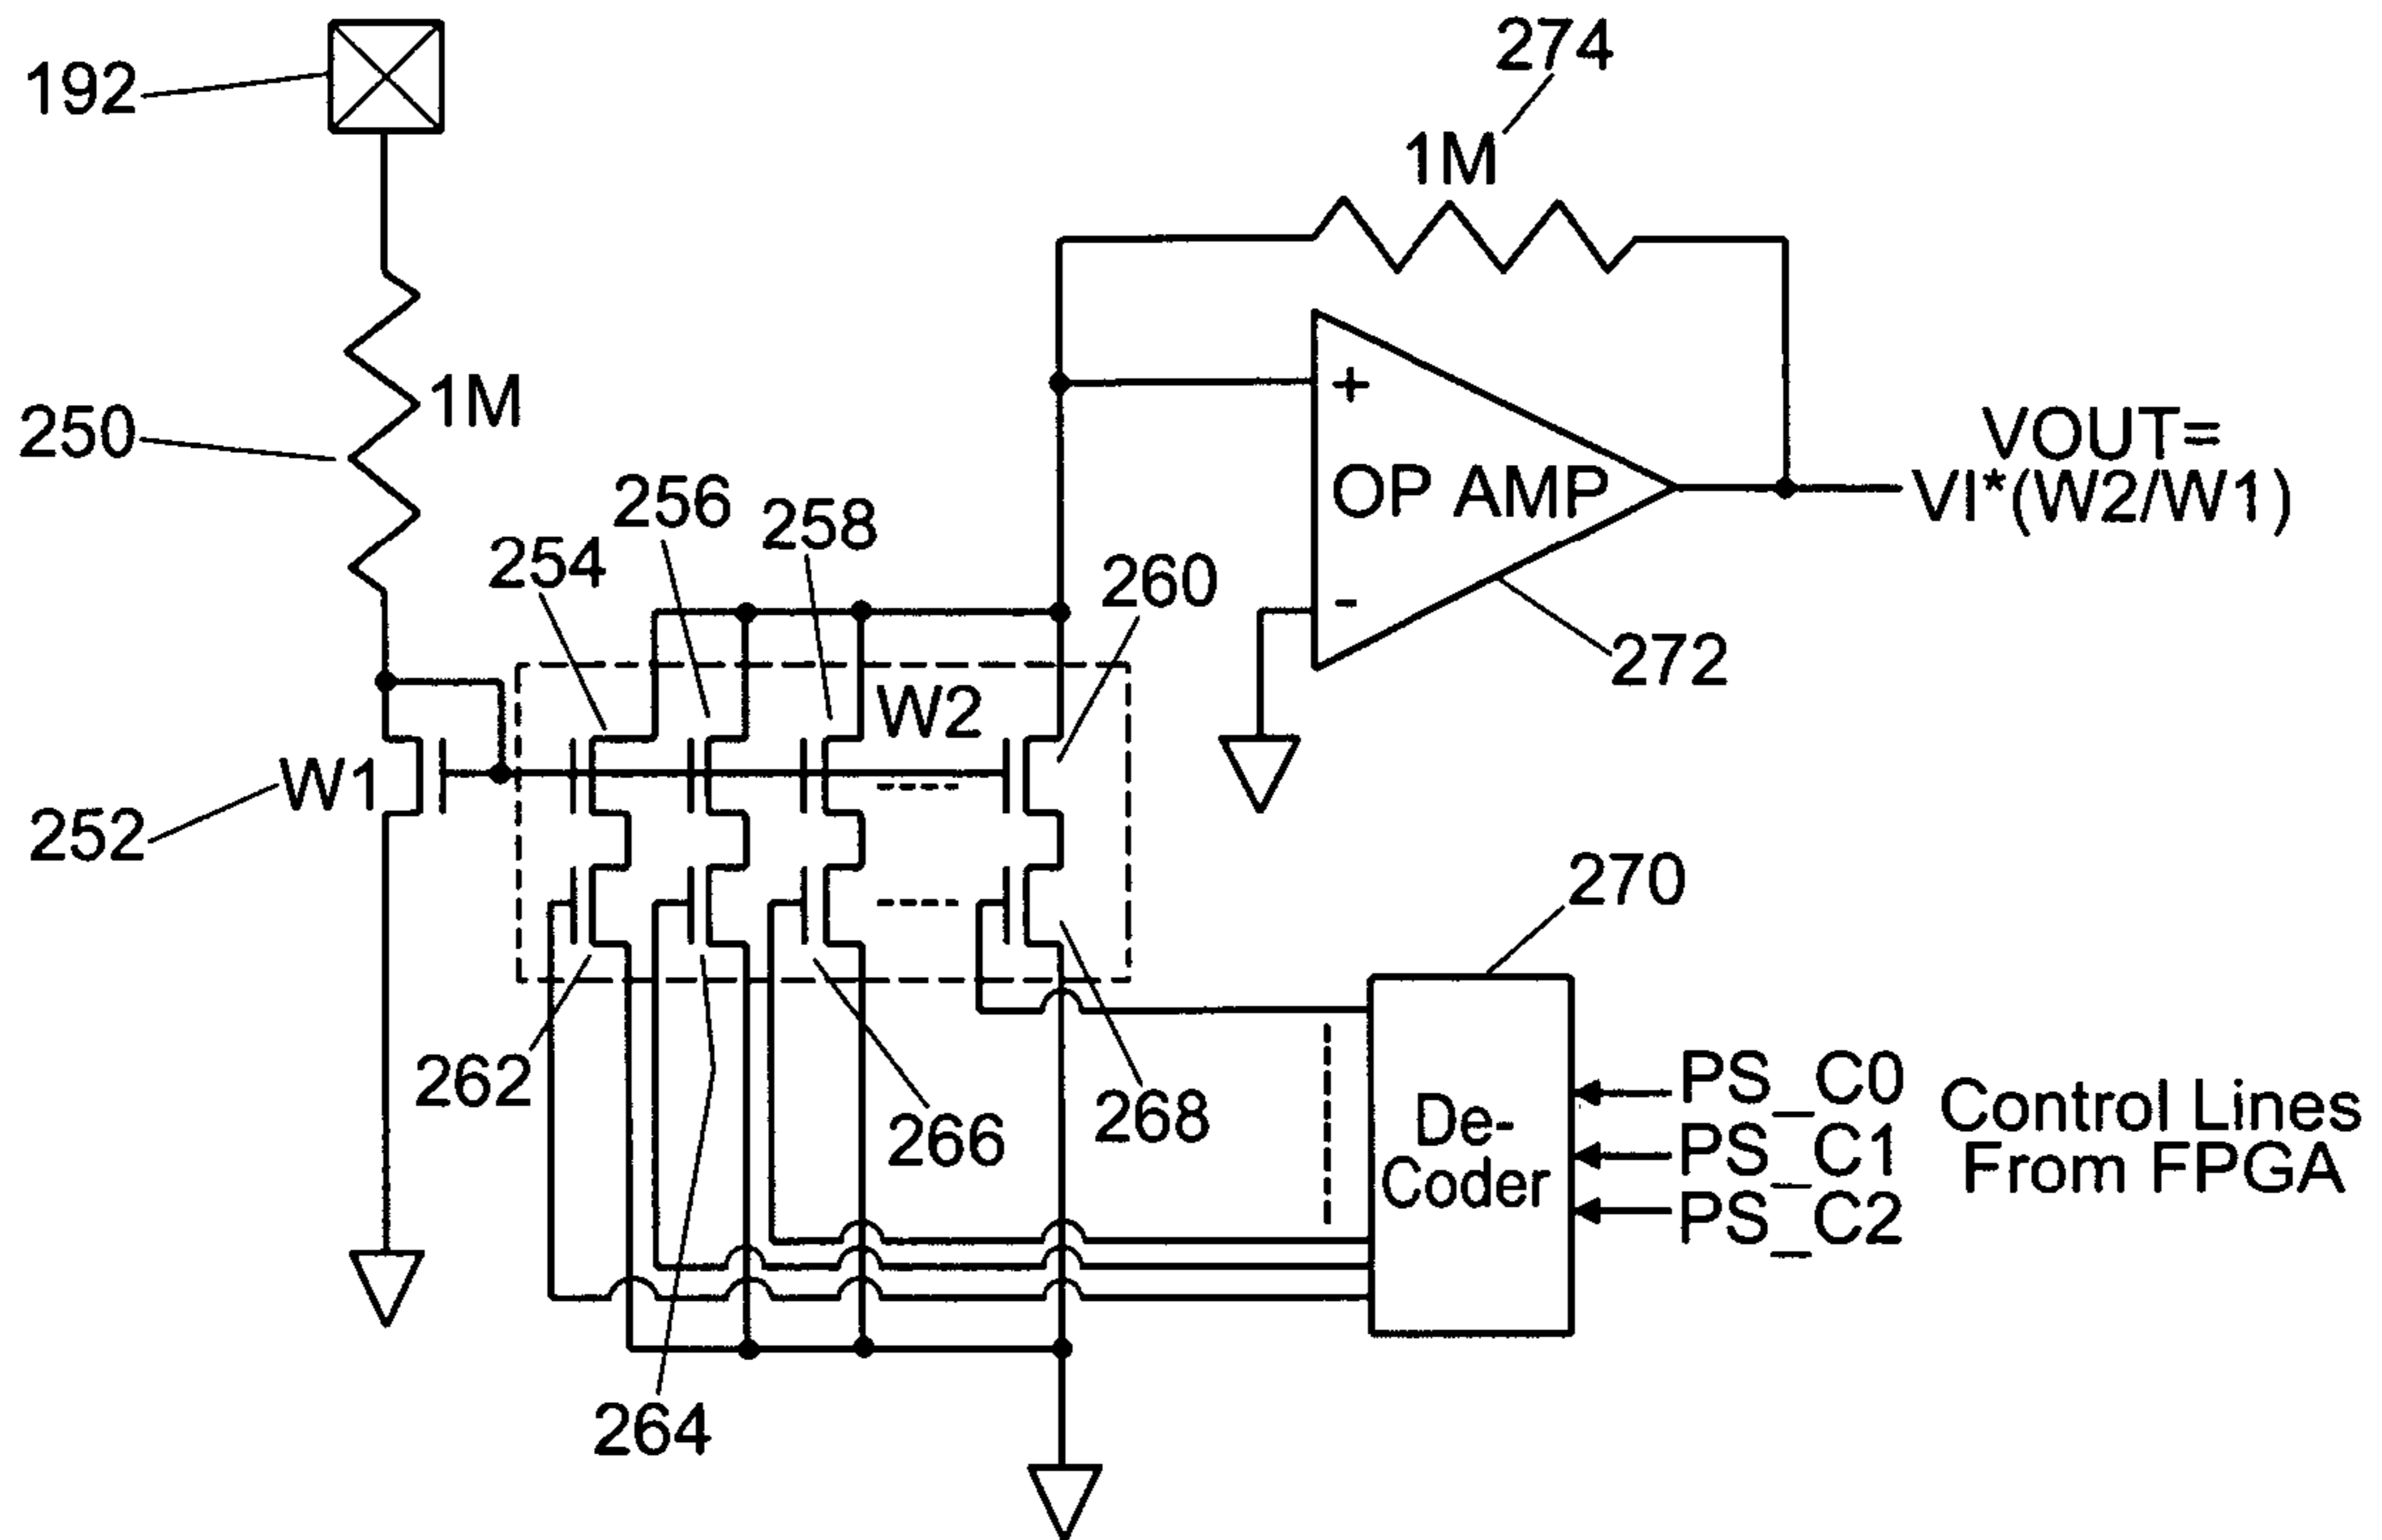 274
192
1M
+
OP AMP
-
VOUT=
VI*(W2/W1)
272
1M
250
256
258
254
260
W2
W1
252
270
262
266
268
264
De-
Coder
PS_C0
PS_C1
PS_C2
Control Lines
From FPGA